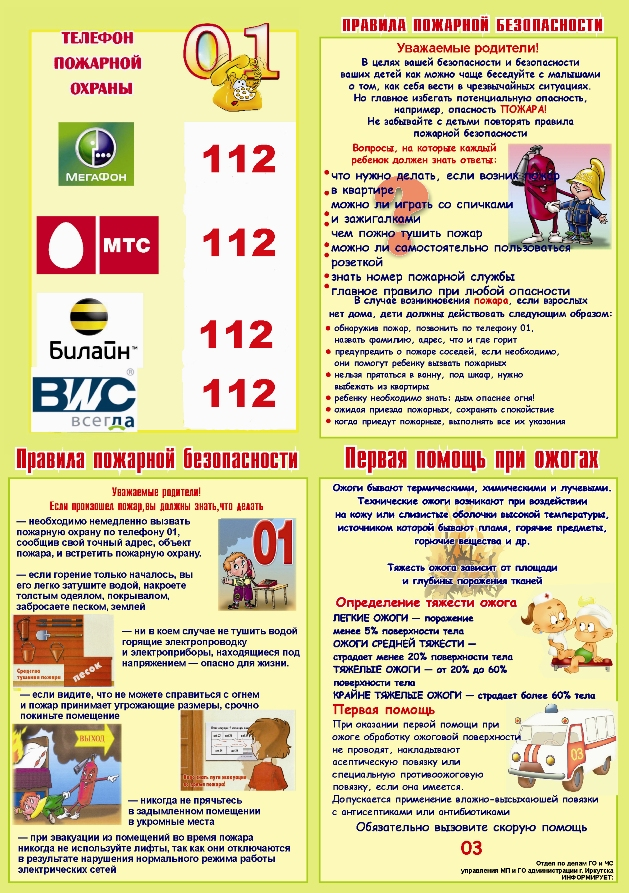 ТЕЛЕФОН
ПОЖАРНОЙ
ОХРАНЫ
01
МЕГАФОН
112
МТС
112
Билайн™
112
BWC®
всегда
112
ПРАВИЛА ПОЖАРНОЙ БЕЗОПАСНОСТИ
Уважаемые родители!
В целях вашей безопасности и безопасности
ваших детей как можно чаще беседуйте с малышами
о том, как себя вести в чрезвычайных ситуациях.
Но главное избегать потенциальную опасность,
например, опасность ПОЖАРА!
Не забывайте с детьми повторять правила
пожарной безопасности
Вопросы, на которые каждый
ребенок должен знать ответы:
?
• что нужно делать, если возник пожар
• в квартире
• можно ли играть со спичками
• и зажигалками
• чем пожно тушить пожар
• можно ли самостоятельно пользоваться
розеткой
• знать номер пожарной службы
• главное правило при любой опасности
В случае возникновения пожара, если взрослых
нет дома, дети должны действовать следующим образом:
• обнаружив пожар, позвонить по телефону 01,
назвать фамилию, адрес, что и где горит
• предупредить о пожаре соседей, если необходимо,
они помогут ребенку вызвать пожарных
• нельзя прятаться в ванну, под шкаф, нужно
выбежать из квартиры
• ребенку необходимо знать: дым опаснее огня!
• ожидая приезда пожарных, сохранять спокойствие
• когда приедут пожарные, выполнять все их указания
Правила пожарной безопасности
Уважаемые родители!
Если произошел пожар,вы должны знать,что делать
— необходимо немедленно вызвать
пожарную охрану по телефону 01,
сообщив свой точный адрес, объект
пожара, и встретить пожарную охрану.
01
— если горение только началось, вы
его легко затушите водой, накроете
толстым одеялом, покрывалом,
забросаете песком, землей
Средства
тушения пожара
песок
— ни в коем случае не тушить водой
горящие электропроводку
и электроприборы, находящиеся под
напряжением — опасно для жизни.
— если видите, что не можете справиться с огнем
и пожар принимает угрожающие размеры, срочно
покиньте помещение
ВЫХОД
— никогда не прячьтесь
в задымленном помещении
в укромные места
— при эвакуации из помещений во время пожара
никогда не используйте лифты, так как они отключаются
в результате нарушения нормального режима работы
электрических сетей
Первая помощь при ожогах
Ожоги бывают термическими, химическими и лучевыми.
Технические ожоги возникают при воздействии
на кожу или слизистые оболочки высокой температуры,
источником которой бывают пламя, горячие предметы,
горючие вещества и др.
Тяжесть ожога зависит от площади
и глубины поражения тканей
Определение тяжести ожога
ЛЕГКИЕ ОЖОГИ — поражение
менее 5% поверхности тела
ОЖОГИ СРЕДНЕЙ ТЯЖЕСТИ —
страдает менее 20% поверхности тела
ТЯЖЕЛЫЕ ОЖОГИ — от 20% до 60%
поверхности тела
КРАЙНЕ ТЯЖЕЛЫЕ ОЖОГИ — страдает более 60% тела
Первая помощь
При оказании первой помощи при
ожоге обработку ожоговой поверхности
не проводят, накладывают
асептическую повязку или
специальную противоожоговую
повязку, если она имеется.
03
Допускается применение влажно-высыхающей повязки
с антисептиками или антибиотиками
Обязательно вызовите скорую помощь
03
Отдел по делам ГО и ЧС
управления МП и ГО администрации г. Иркутска
ИНФОРМИРУЕТ: